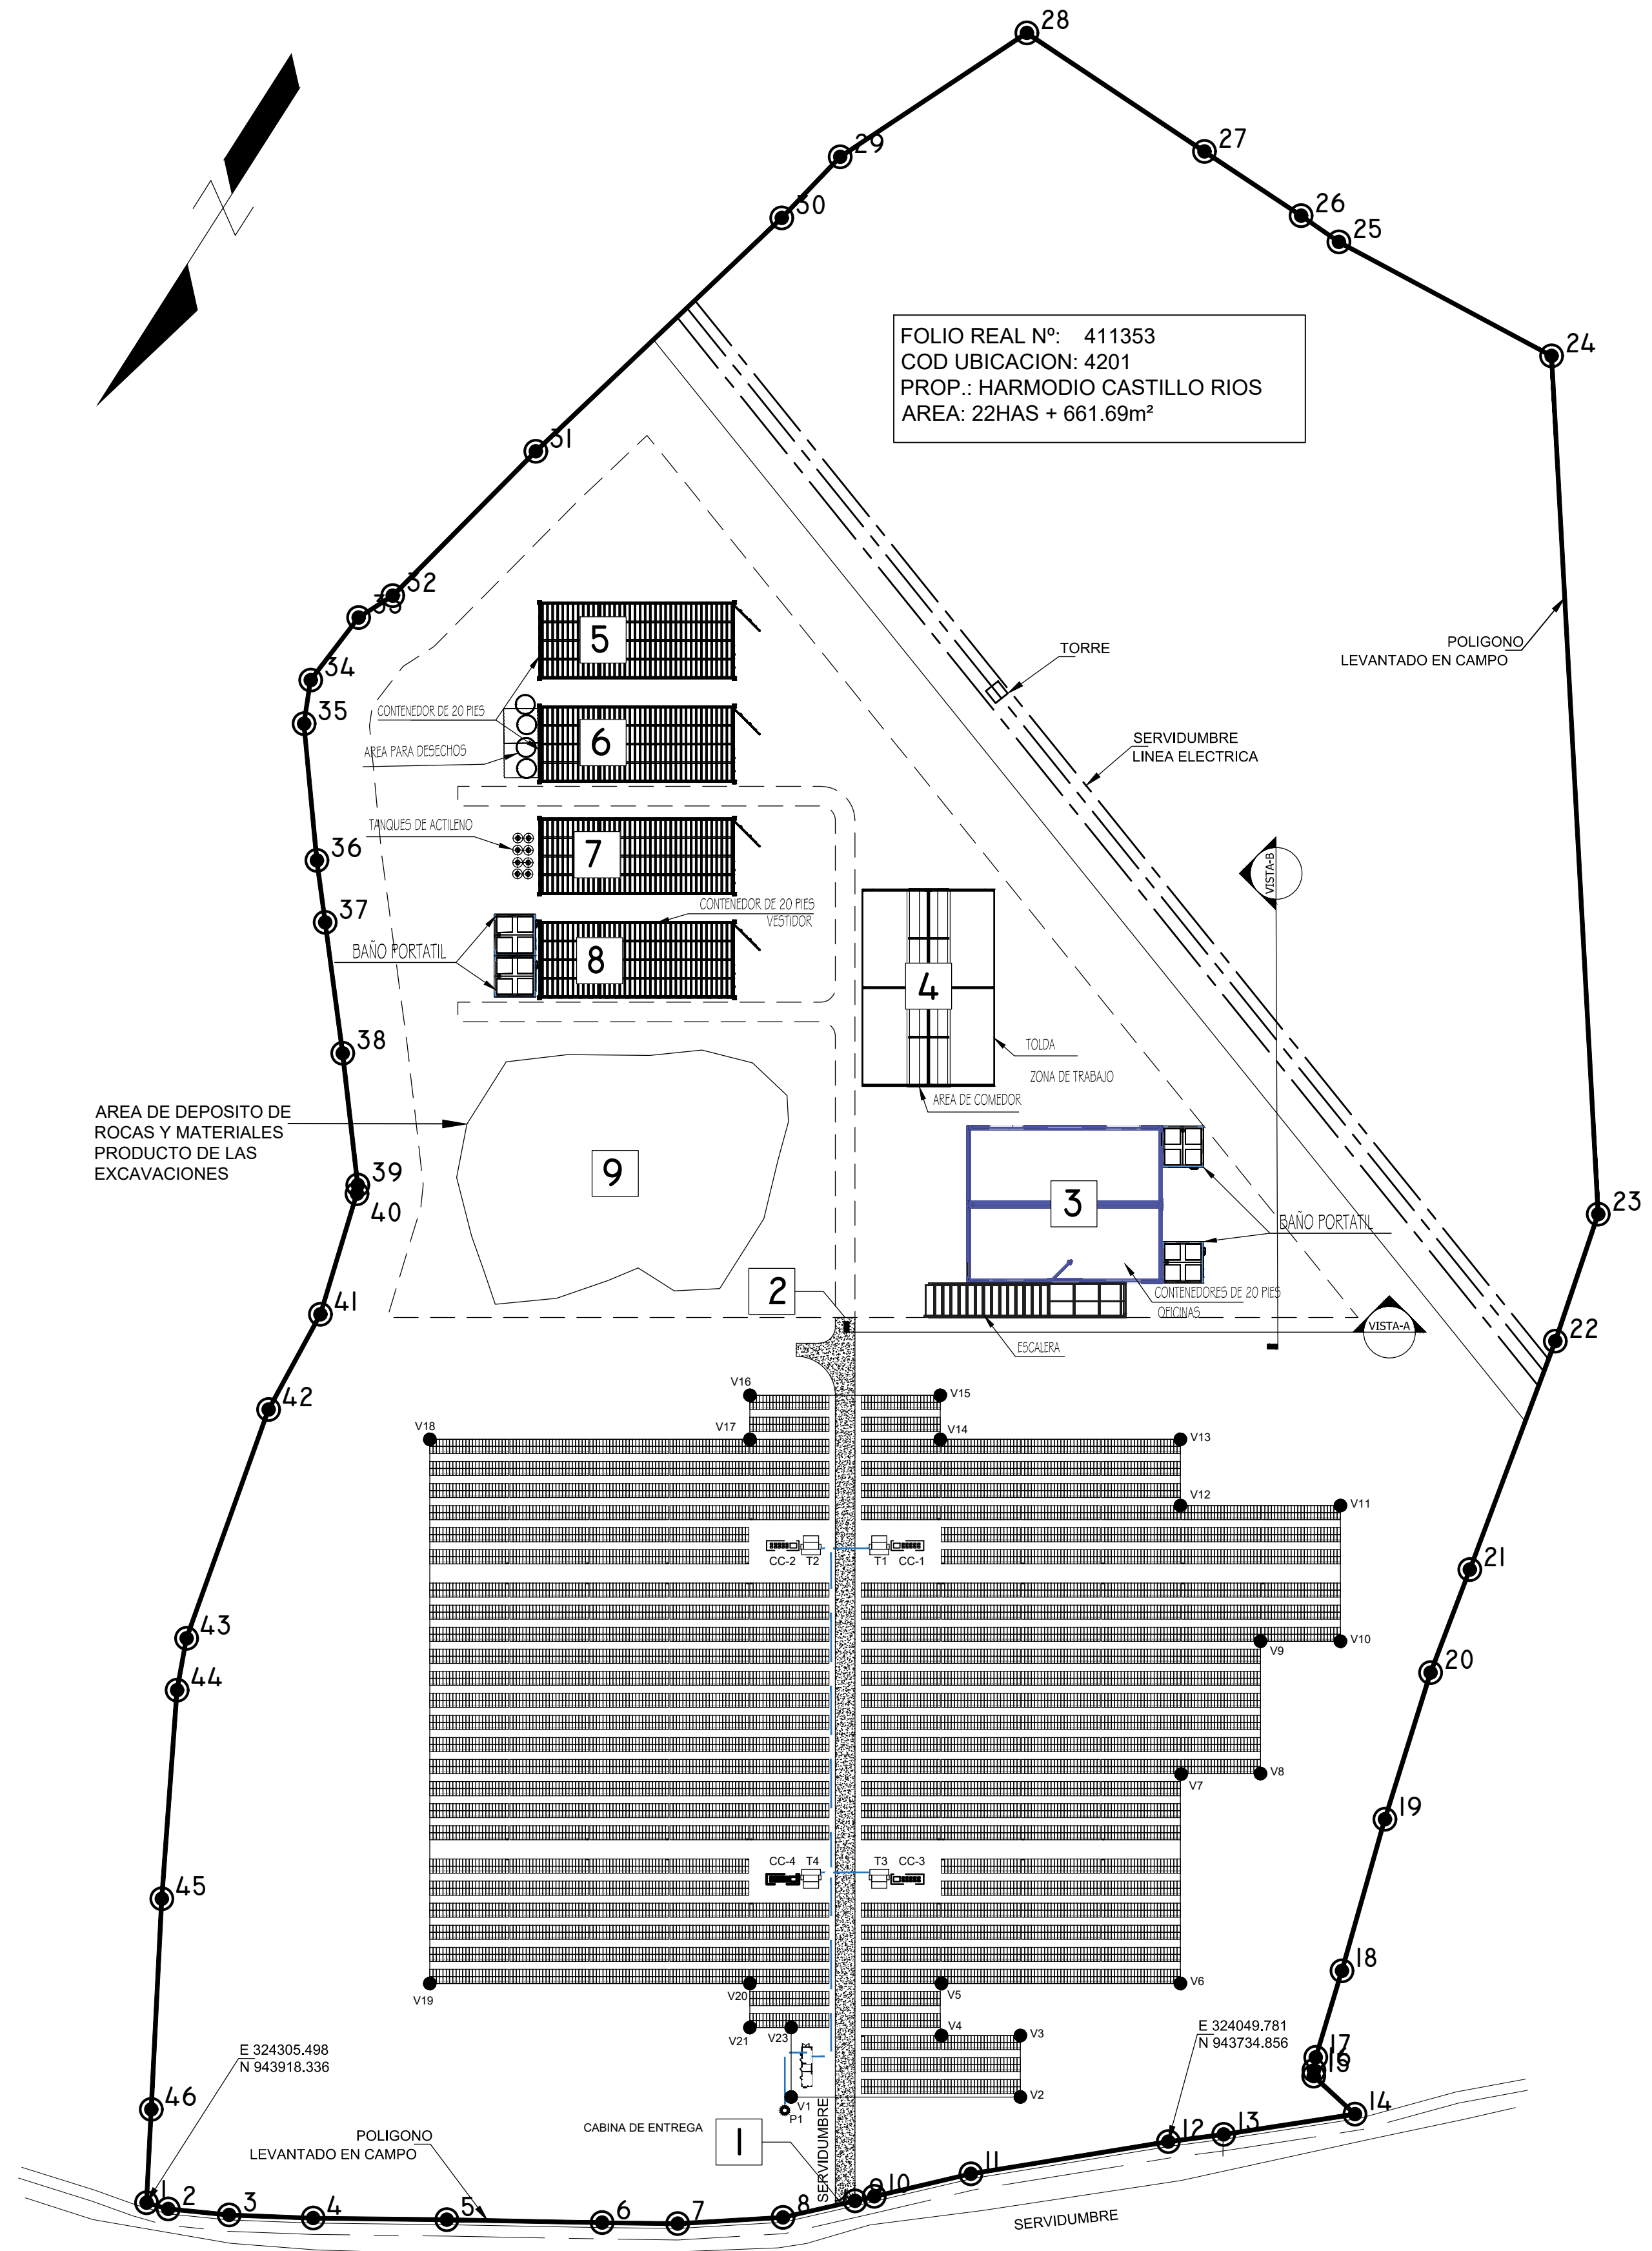 28
29
27
30
26
25
24
FOLIO REAL Nº: 411353
COD UBICACION: 4201
PROP.: HARMODIO CASTILLO RIOS
AREA: 22HAS + 661.69m²
31
32
33
34
35
5
6
7
8
CONTENEDOR DE 20 PIES
AREA PARA DESECHOS
TANQUES DE ACTILENO
CONTENEDOR DE 20 PIES
VESTIDOR
BAÑO PORTATIL
TORRE
POLIGONO
LEVANTADO EN CAMPO
SERVIDUMBRE
LINEA ELECTRICA
VISTA-B
36
37
38
4
TOLDA
ZONA DE TRABAJO
AREA DE COMEDOR
AREA DE DEPOSITO DE
ROCAS Y MATERIALES
PRODUCTO DE LAS
EXCAVACIONES
39
40
9
3
BAÑO PORTATIL
23
2
CONTENEDORES DE 20 PIES
OFICINAS
ESCALERA
VISTA-A
41
22
42
V16
V15
V18
V17
V14
V13
V12
V11
CC-2
T2
T1
CC-1
21
43
44
V9
V10
20
V7
V8
19
45
CC-4
T4
T3
CC-3
18
V19
V20
V5
V6
V21
V23
V4
V3
E 324049.781
N 943734.856
17
16
15
E 324305.498
N 943918.336
46
V1
V2
P1
14
CABINA DE ENTREGA
1
SERVIDUMBRE
POLIGONO
LEVANTADO EN CAMPO
12
13
11
1
2
3
4
5
6
7
8
9
10
SERVIDUMBRE